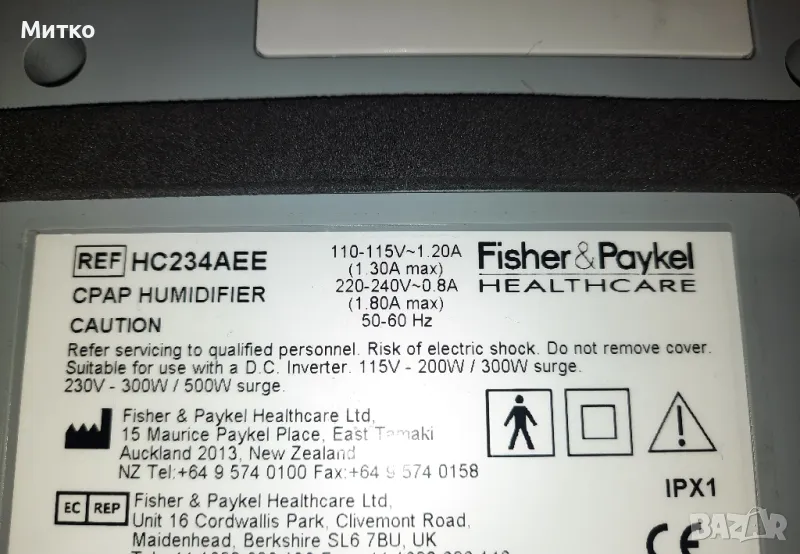 Митко
REF HC234AEE
CPAP HUMIDIFIER
CAUTION
110-115V~1.20A
(1.30A max)
220-240V~0.8A
(1.80A max)
50-60 Hz
Fisher & Paykel
HEALTHCARE
Refer servicing to qualified personnel. Risk of electric shock. Do not remove cover.
Suitable for use with a D.C. Inverter. 115V - 200W / 300W surge.
230V - 300W / 500W surge.
Fisher & Paykel Healthcare Ltd,
15 Maurice Paykel Place, East Tamaki
Auckland 2013, New Zealand
NZ Tel:+64 9 574 0100 Fax:+64 9 574 0158
IPX1
EC REP
Fisher & Paykel Healthcare Ltd,
Unit 16 Cordwallis Park, Clivemont Road,
Maidenhead, Berkshire SL6 7BU, UK
CE
BAZAR